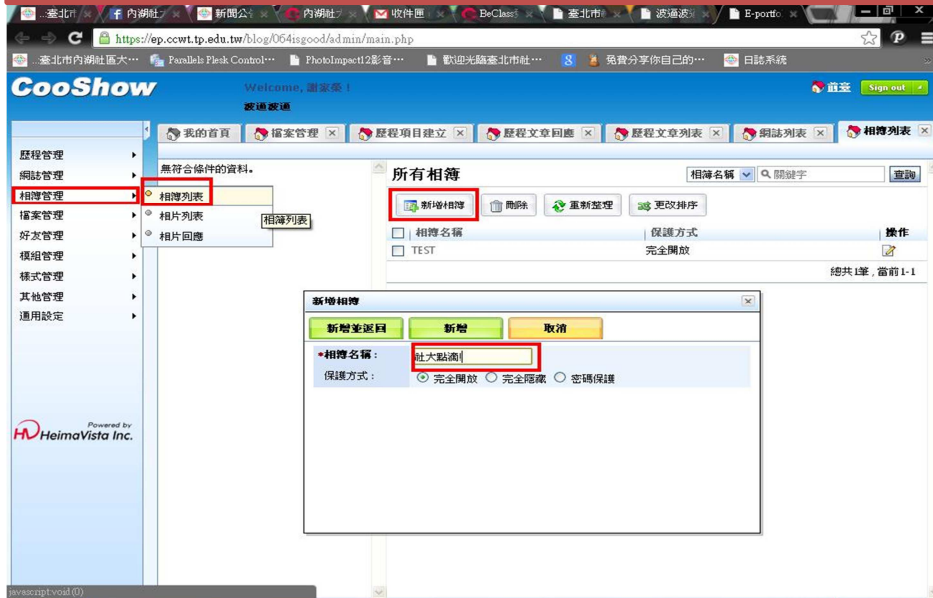 ...臺北市
內湖社
新聞公
內湖社
收件匣
BeClass
臺北市
波通波
E-portfo
https://ep.ccwt.tp.edu.tw/blog/064isgood/admin/main.php
...臺北市內湖社區大…
Parallels Plesk Control…
PhotoImpact12影音…
歡迎光臨臺北市社…
免費分享你自己的…
日誌系統
CooShow
Welcome, 謝家榮 !
波通波通
Sign out
我的首頁
檔案管理
歷程項目建立
歷程文章回應
歷程文章列表
網誌列表
相簿列表
歷程管理
網誌管理
相簿管理
檔案管理
好友管理
模組管理
樣式管理
其他管理
通用設定
無符合條件的資料。
相簿列表
相片列表
相片回應
相簿列表
所有相簿
相簿名稱
關鍵字
查詢
新增相簿
刪除
重新整理
更改排序
相簿名稱 保護方式 操作
TEST 完全開放
總共1筆 , 當前1-1
新增相簿
新增並返回
新增
取消
*相簿名稱 :
社大點滴
保護方式 :
完全開放
完全隱藏
密碼保護
Powered by
HeimaVista Inc.
javascript:void(0)